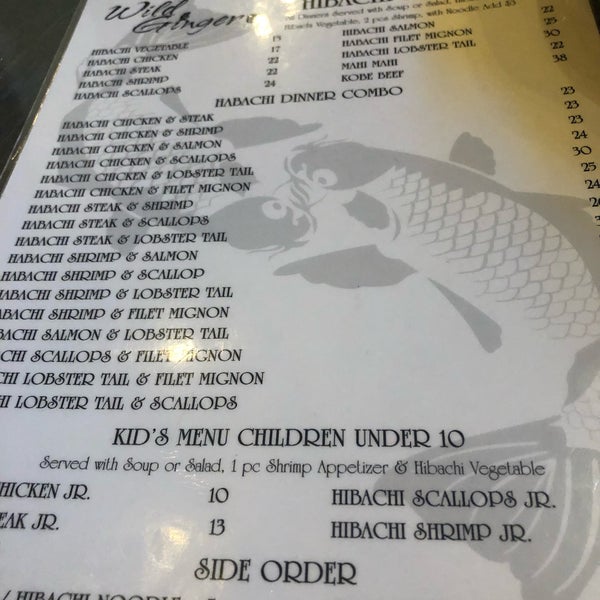 Wild Ginger
HIBACHI
Dinners Served with Soup or Salad,
Hibachi Vegetable, 2 pcs Shrimp, with Noodle Add $3
HIBACHI VEGETABLE 15
HIBACHI CHICKEN 17
HIBACHI STEAK 22
HIBACHI SHRIMP 22
HIBACHI SCALLOPS 24
HIBACHI SALMON 22
HIBACHI FILET MIGNON 25
HIBACHI LOBSTER TAIL 30
MAHI MAHI 22
KOBE BEEF 38
HABACHI DINNER COMBO
HABACHI CHICKEN & STEAK 23
HABACHI CHICKEN & SHRIMP 23
HABACHI CHICKEN & SALMON 23
HABACHI CHICKEN & SCALLOPS 24
HABACHI CHICKEN & LOBSTER TAIL 30
HABACHI CHICKEN & FILET MIGNON 25
HABACHI STEAK & SHRIMP 24
HABACHI STEAK & SCALLOPS
HABACHI STEAK & LOBSTER TAIL
HABACHI SHRIMP & SALMON
HABACHI SHRIMP & SCALLOP
HABACHI SHRIMP & LOBSTER TAIL
HABACHI SHRIMP & FILET MIGNON
BACHI SALMON & LOBSTER TAIL
CHI SCALLOPS & FILET MIGNON
CHI LOBSTER TAIL & FILET MIGNON
HI LOBSTER TAIL & SCALLOPS
KID'S MENU CHILDREN UNDER 10
Served with Soup or Salad, 1 pc Shrimp Appetizer & Hibachi Vegetable
CHICKEN JR. 10 HIBACHI SCALLOPS JR.
EAK JR. 13 HIBACHI SHRIMP JR.
SIDE ORDER
/ HIBACHI NOODLE